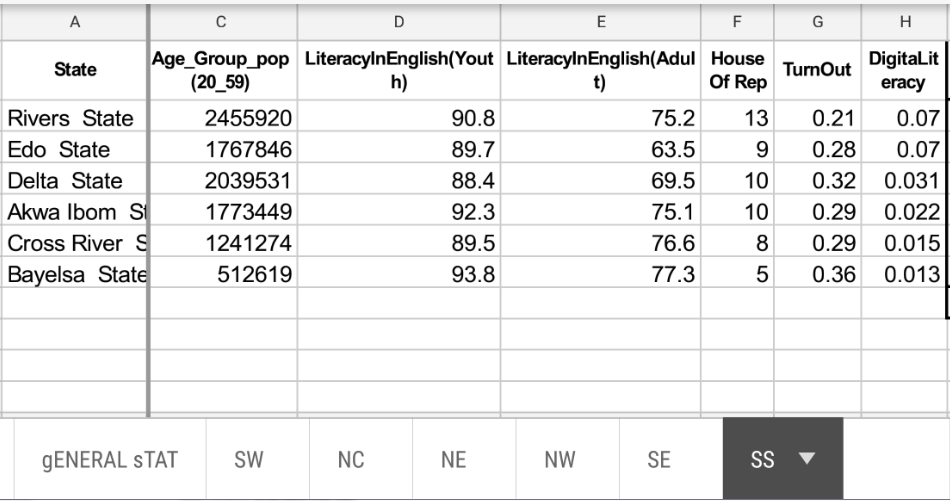 A C D E F G H
State Age_Group_pop (20_59) LiteracyInEnglish(Youth) LiteracyInEnglish(Adult) House Of Rep TurnOut DigitaLiteracy
Rivers State 2455920 90.8 75.2 13 0.21 0.07
Edo State 1767846 89.7 63.5 9 0.28 0.07
Delta State 2039531 88.4 69.5 10 0.32 0.031
Akwa Ibom St 1773449 92.3 75.1 10 0.29 0.022
Cross River S 1241274 89.5 76.6 8 0.29 0.015
Bayelsa State 512619 93.8 77.3 5 0.36 0.013
gENERAL sTAT SW NC NE NW SE SS